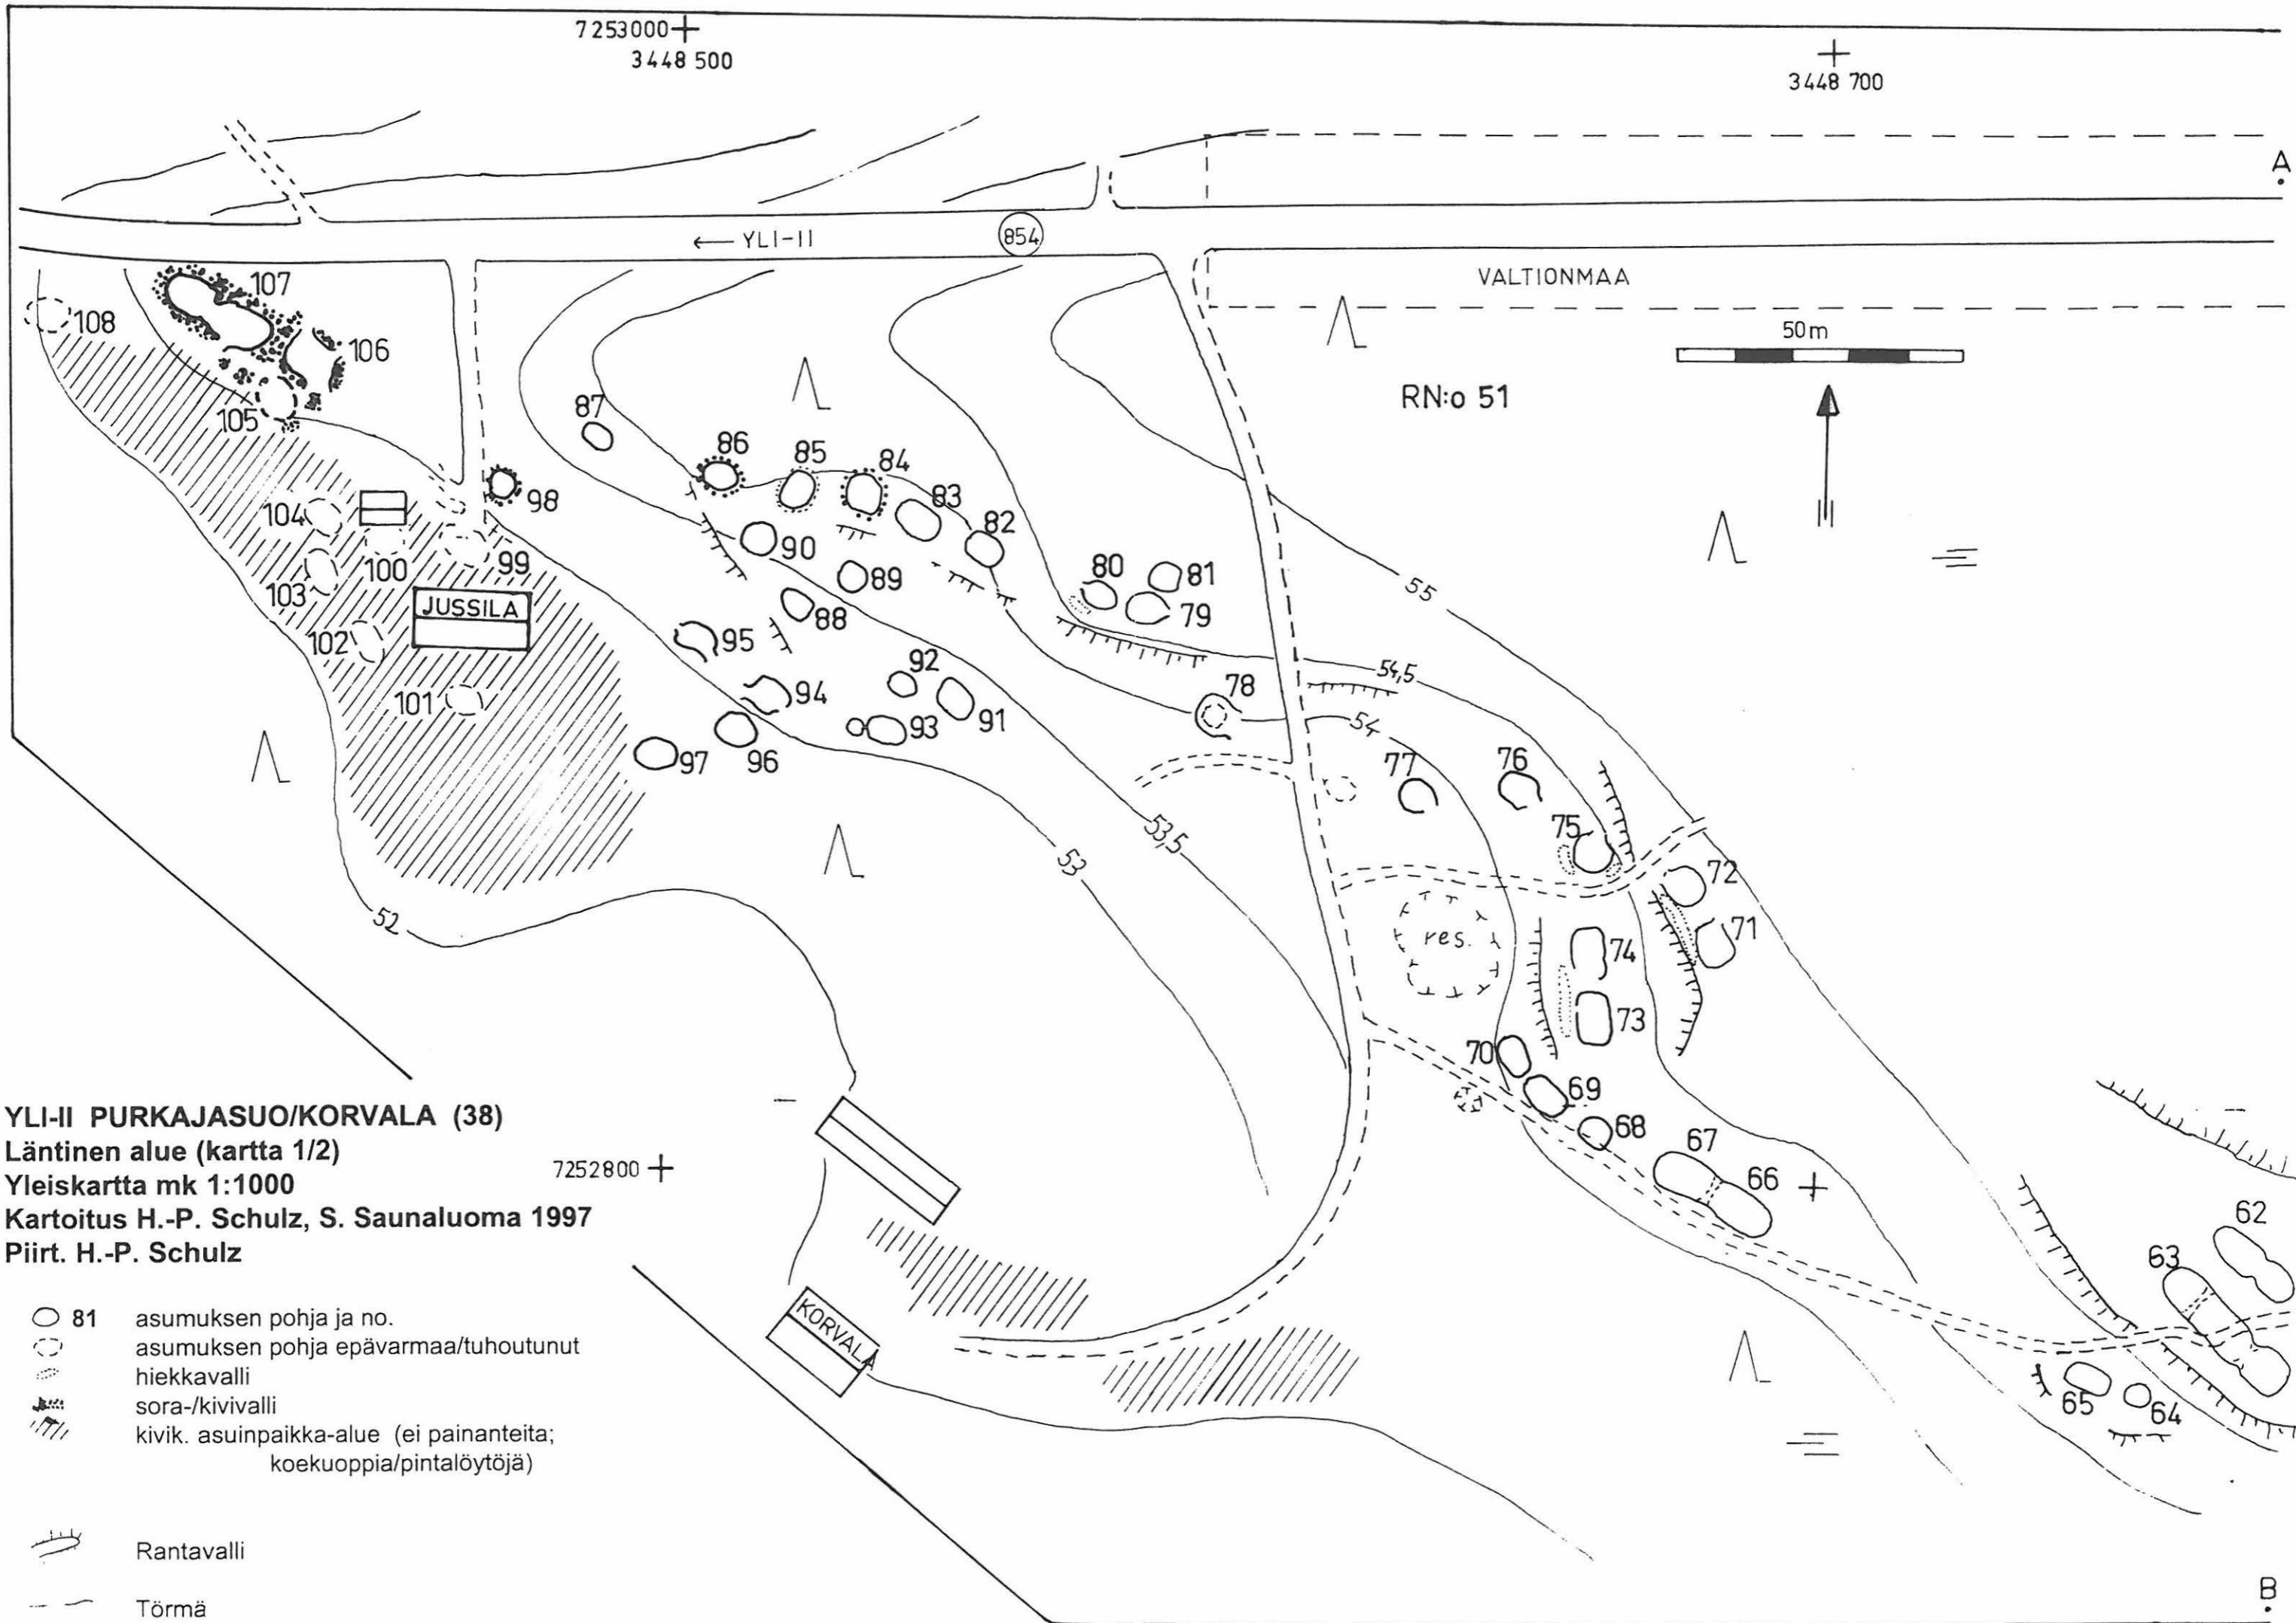 7253000
3448 500
3448 700
A
← YLI-II
854
VALTIONMAA
50m
RN:o 51
107
108
106
105
87
86
85
84
83
82
98
104
90
89
99
100
103
88
80
81
79
55
JUSSILA
102
95
92
94
91
93
101
97
96
78
54,5
54
77
76
75
72
71
53,5
53
52
res.
74
73
70
69
68
67
66
62
63
65
64
YLI-II PURKAJASUO/KORVALA (38)
Läntinen alue (kartta 1/2)
Yleiskartta mk 1:1000
Kartoitus H.-P. Schulz, S. Saunaluoma 1997
Piirt. H.-P. Schulz
7252800
KORVALA
81 asumuksen pohja ja no.
asumuksen pohja epävarmaa/tuhoutunut
hiekkavalli
sora-/kivivalli
kivik. asuinpaikka-alue (ei painanteita;
koekuoppia/pintalöytöjä)
Rantavalli
Törmä
B